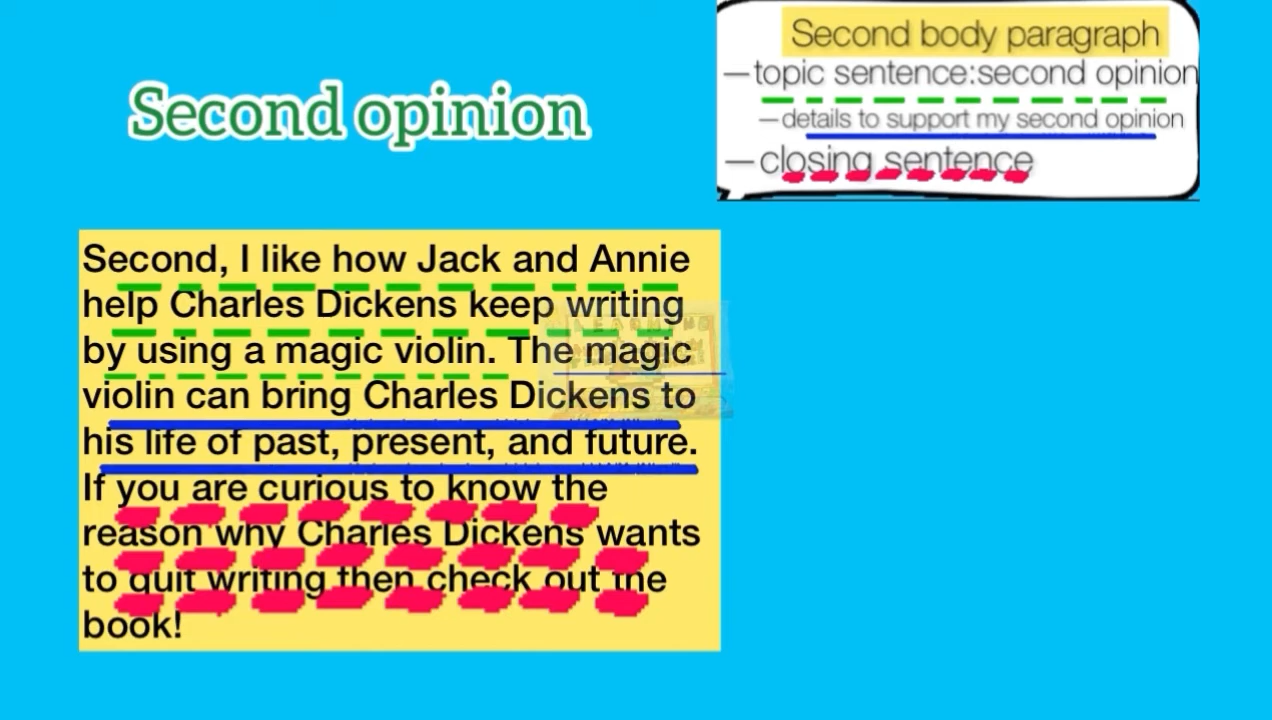 Second opinion
Second body paragraph
—topic sentence:second opinion
—details to support my second opinion
—closing sentence
Second, I like how Jack and Annie
help Charles Dickens keep writing
by using a magic violin. The magic
violin can bring Charles Dickens to
his life of past, present, and future.
If you are curious to know the
reason why Charles Dickens wants
to quit writing then check out the
book!